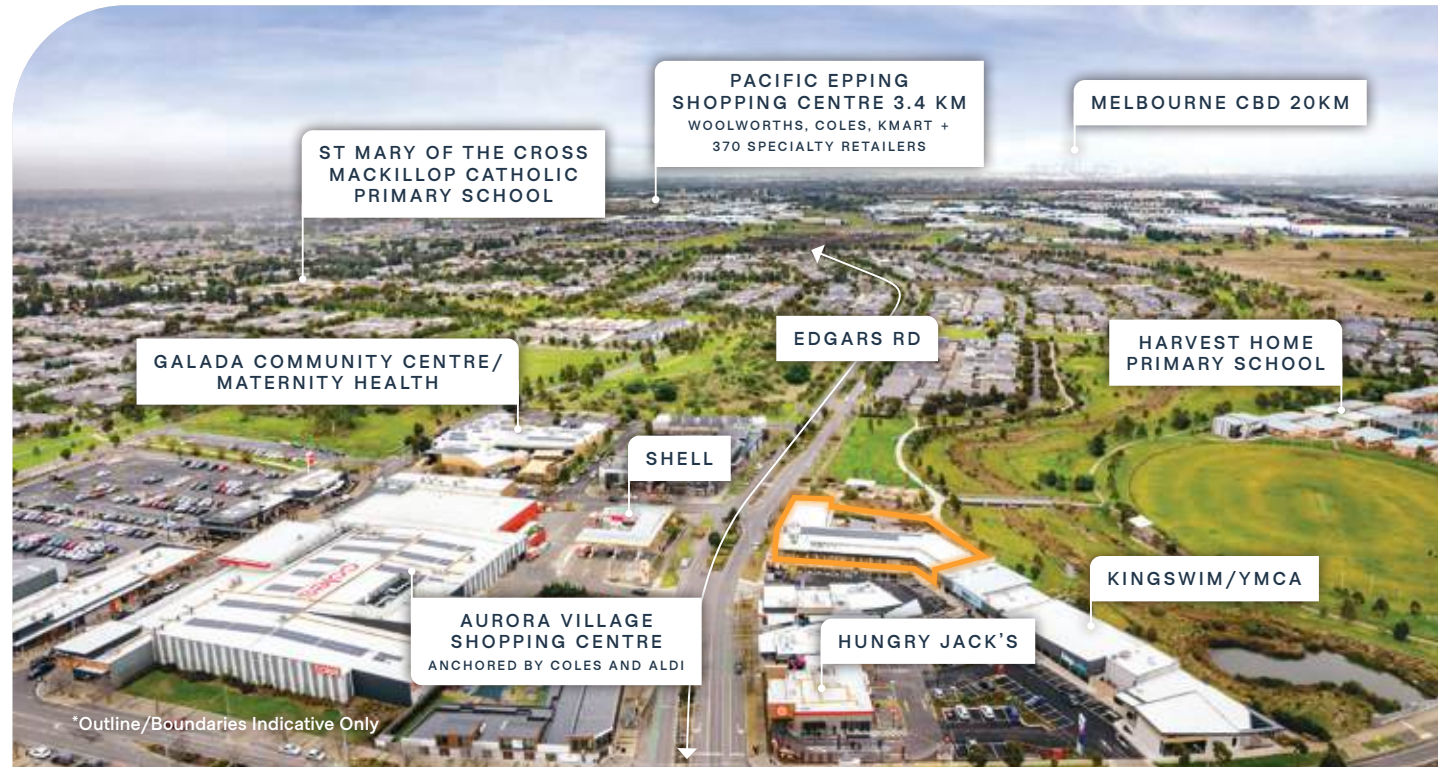 PACIFIC EPPING
SHOPPING CENTRE 3.4 KM
WOOLWORTHS, COLES, KMART +
370 SPECIALTY RETAILERS
MELBOURNE CBD 20KM
ST MARY OF THE CROSS
MACKILLOP CATHOLIC
PRIMARY SCHOOL
EDGARS RD
HARVEST HOME
PRIMARY SCHOOL
GALADA COMMUNITY CENTRE/
MATERNITY HEALTH
SHELL
KINGSWIM/YMCA
coles
AURORA VILLAGE
SHOPPING CENTRE
ANCHORED BY COLES AND ALDI
HUNGRY JACK'S
coles
*Outline/Boundaries Indicative Only